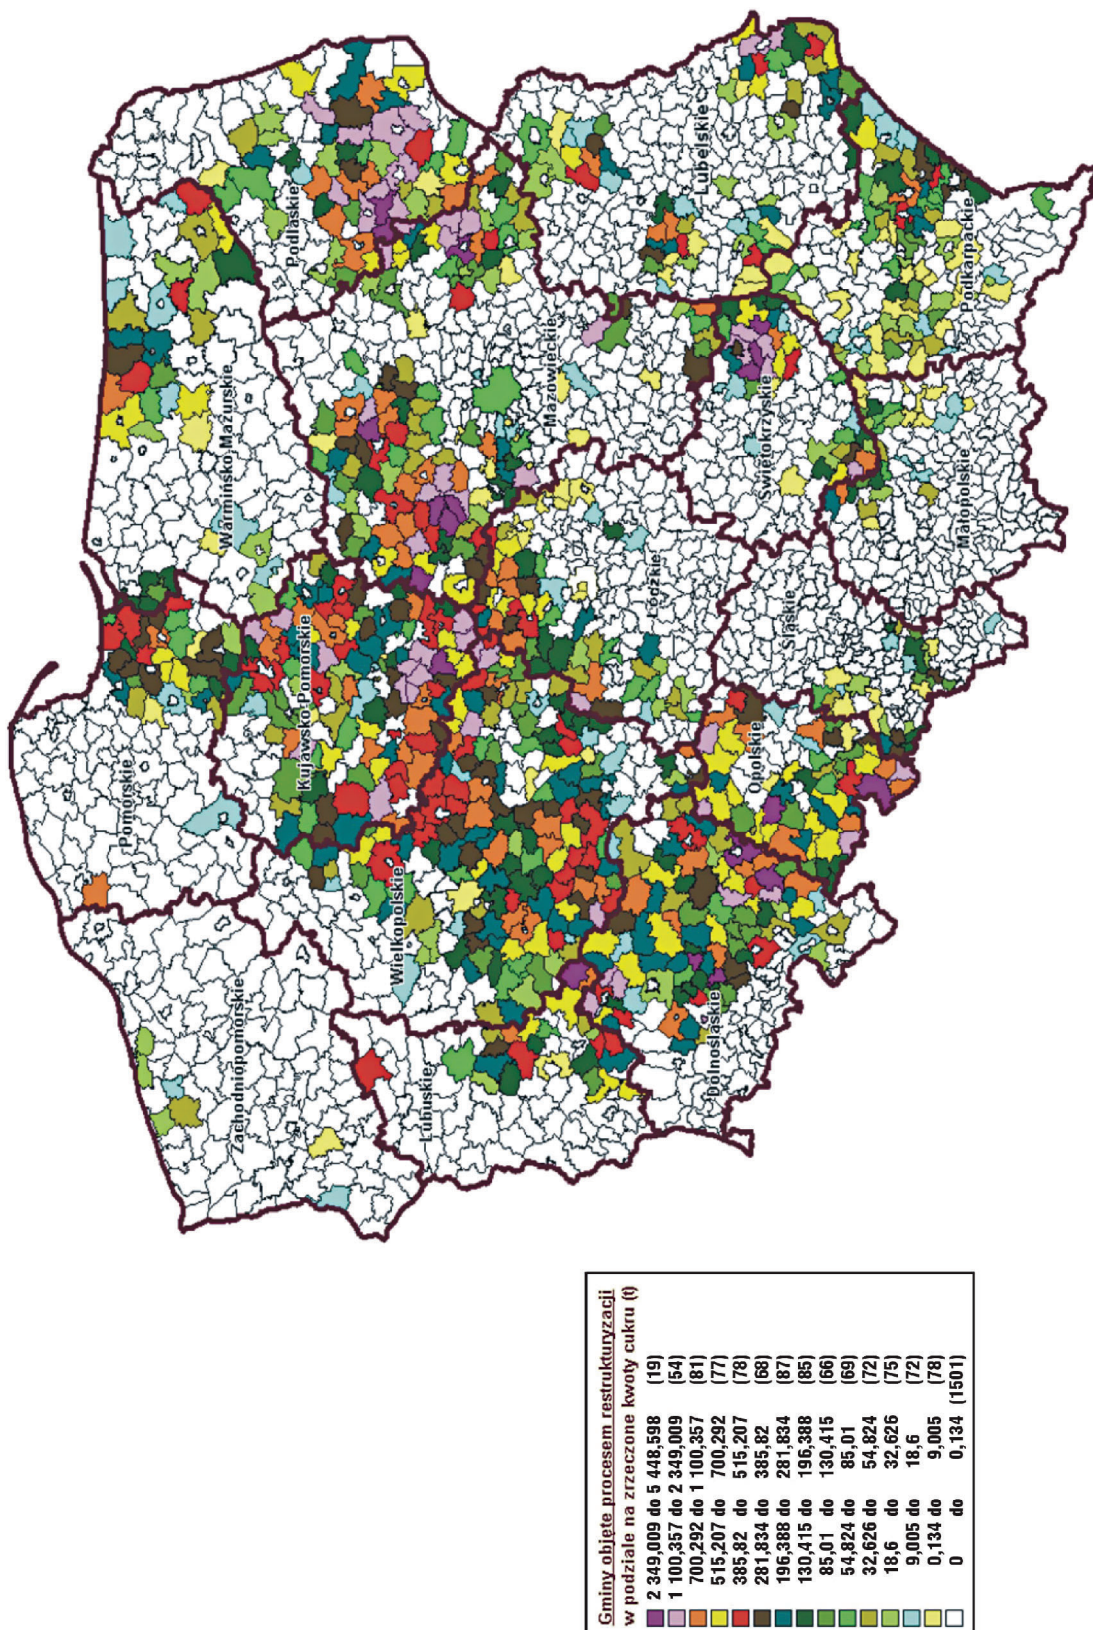 Zachodniopomorskie
Pomorskie
Warminsko-Mazurskie
Podlaskie
Lubuskie
Wielkopolskie
Kujawsko-Pomorskie
Mazowieckie
Łódzkie
Lubelskie
Dolnoslaskie
Opolskie
Slaskie
Swietokrzyskie
Malopolskie
Podkarpackie
Gminy objęte procesem restrukturyzacji
w podziale na zrzeczone kwoty cukru (t)
2 349,009 do 5 448,598 (19)
1 100,357 do 2 349,009 (54)
700,292 do 1 100,357 (81)
515,207 do 700,292 (77)
385,82 do 515,207 (78)
281,834 do 385,82 (68)
196,388 do 281,834 (87)
130,415 do 196,388 (85)
85,01 do 130,415 (66)
54,824 do 85,01 (69)
32,626 do 54,824 (72)
18,6 do 32,626 (75)
9,005 do 18,6 (72)
0,134 do 9,005 (78)
0 do 0,134 (1501)